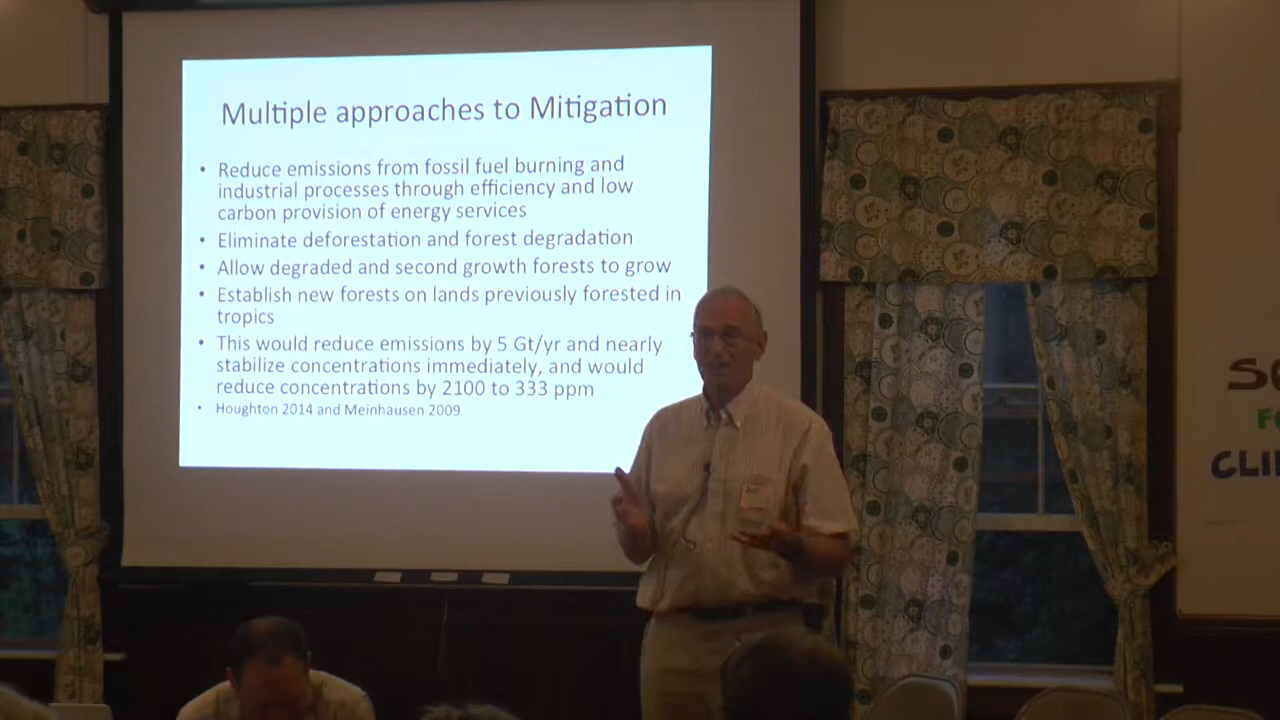 Multiple approaches to Mitigation
• Reduce emissions from fossil fuel burning and
industrial processes through efficiency and low
carbon provision of energy services
• Eliminate deforestation and forest degradation
• Allow degraded and second growth forests to grow
• Establish new forests on lands previously forested in
tropics
• This would reduce emissions by 5 Gt/yr and nearly
stabilize concentrations immediately, and would
reduce concentrations by 2100 to 333 ppm
• Houghton 2014 and Meinhausen 2009